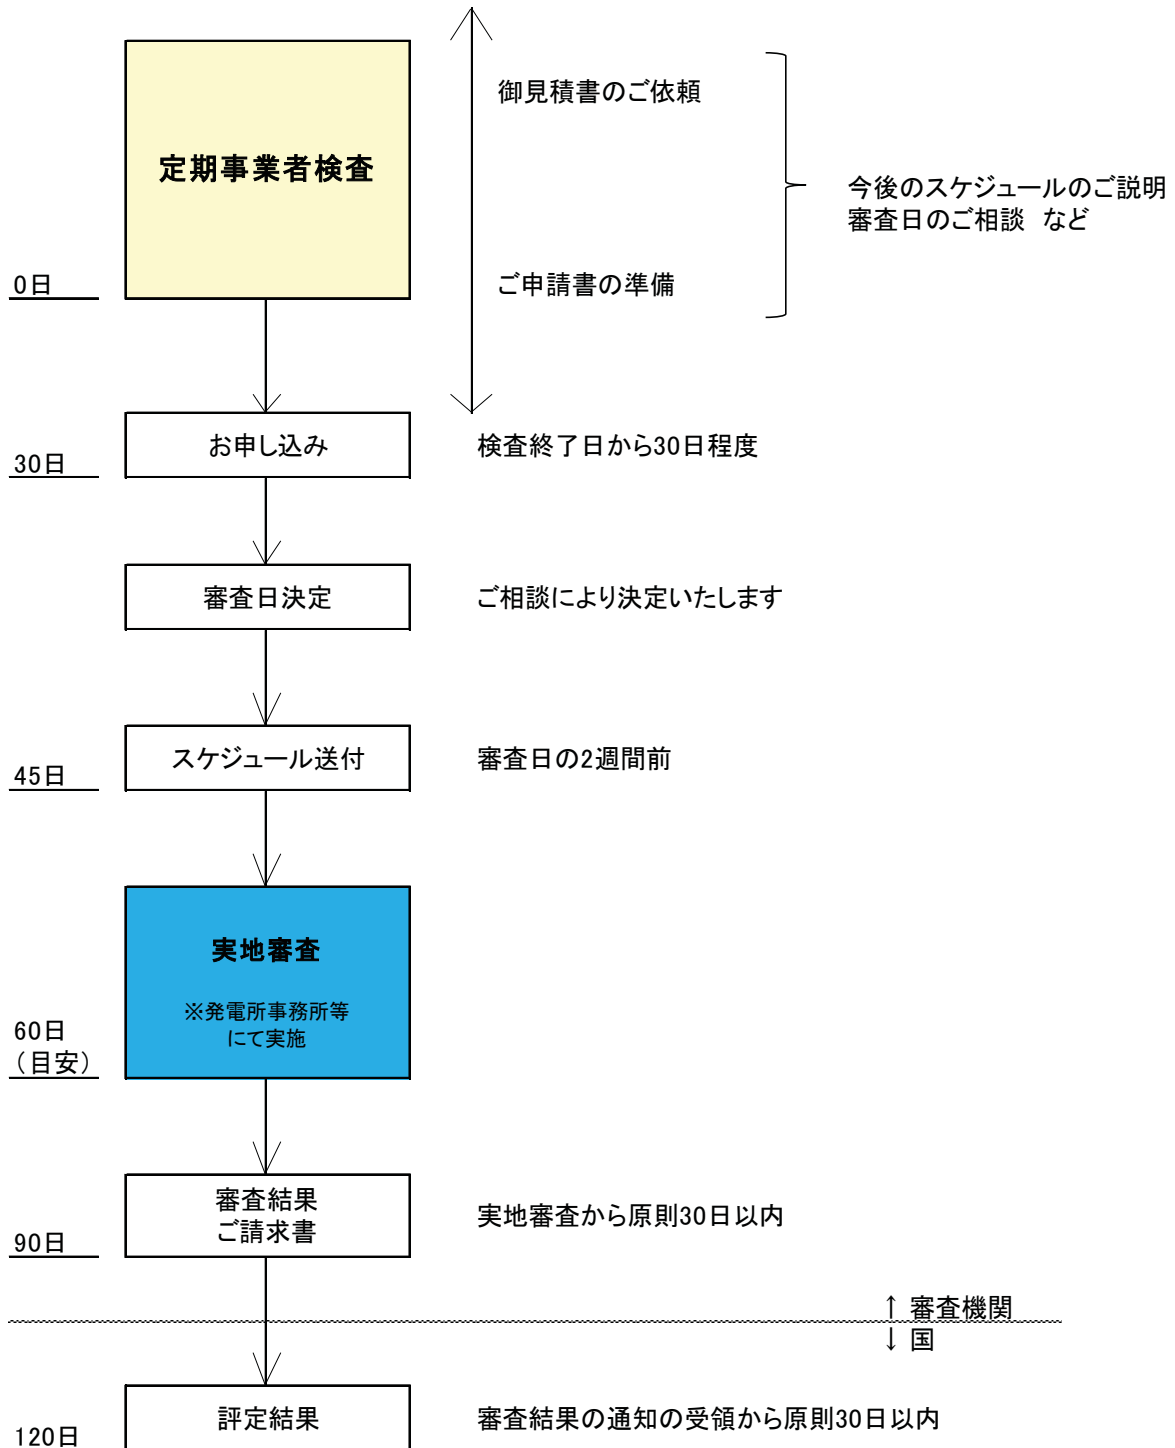 御見積書のご依頼
定期事業者検査
今後のスケジュールのご説明
審査日のご相談 など
0日
ご申請書の準備
お申し込み
検査終了日から30日程度
30日
審査日決定
ご相談により決定いたします
スケジュール送付
審査日の2週間前
45日
実地審査
※発電所事務所等
にて実施
60日
（目安）
審査結果
ご請求書
実地審査から原則30日以内
90日
↑ 審査機関
↓ 国
評定結果
審査結果の通知の受領から原則30日以内
120日